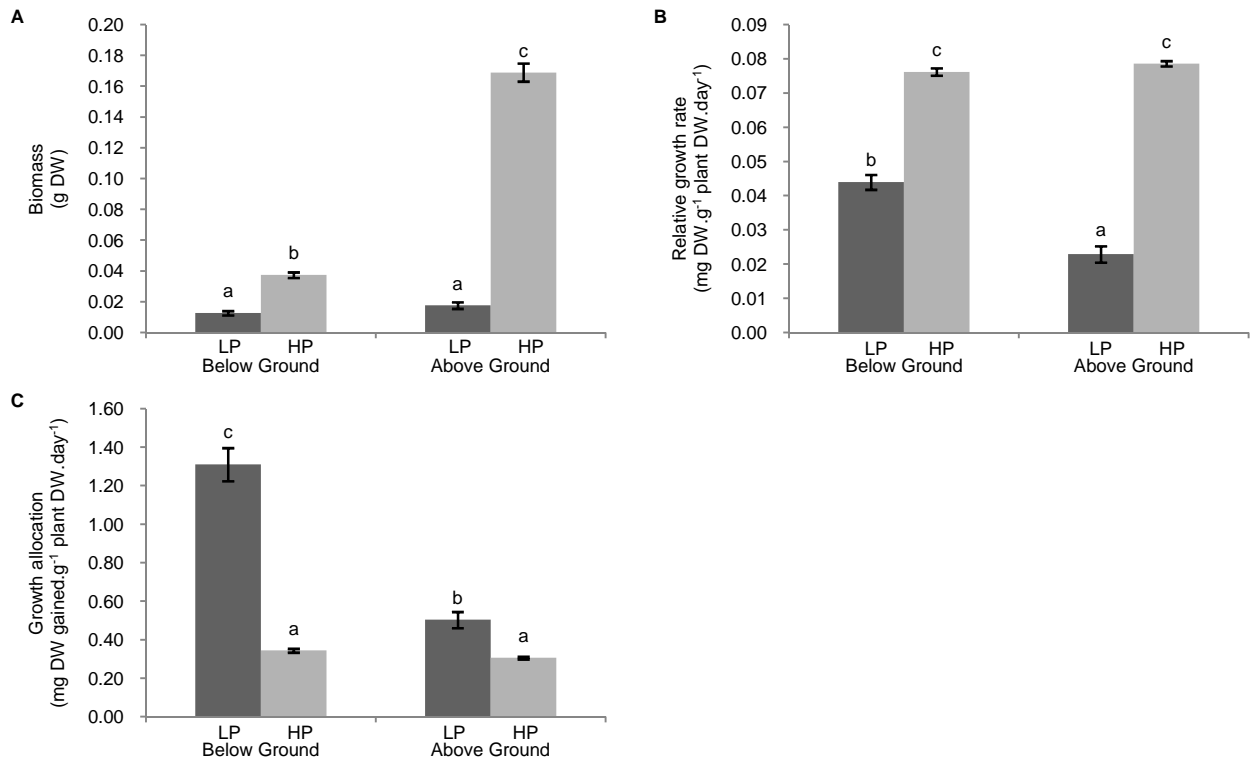 A
Biomass
(g DW)
0.20
0.18
0.16
0.14
0.12
0.10
0.08
0.06
0.04
0.02
0.00
a
b
a
c
LP HP LP HP
Below Ground Above Ground
B
Relative growth rate
(mg DW.g⁻¹ plant DW.day⁻¹)
0.09
0.08
0.07
0.06
0.05
0.04
0.03
0.02
0.01
0.00
b
c
a
c
LP HP LP HP
Below Ground Above Ground
C
Growth allocation
(mg DW gained.g⁻¹ plant DW.day⁻¹)
1.60
1.40
1.20
1.00
0.80
0.60
0.40
0.20
0.00
c
a
b
a
LP HP LP HP
Below Ground Above Ground